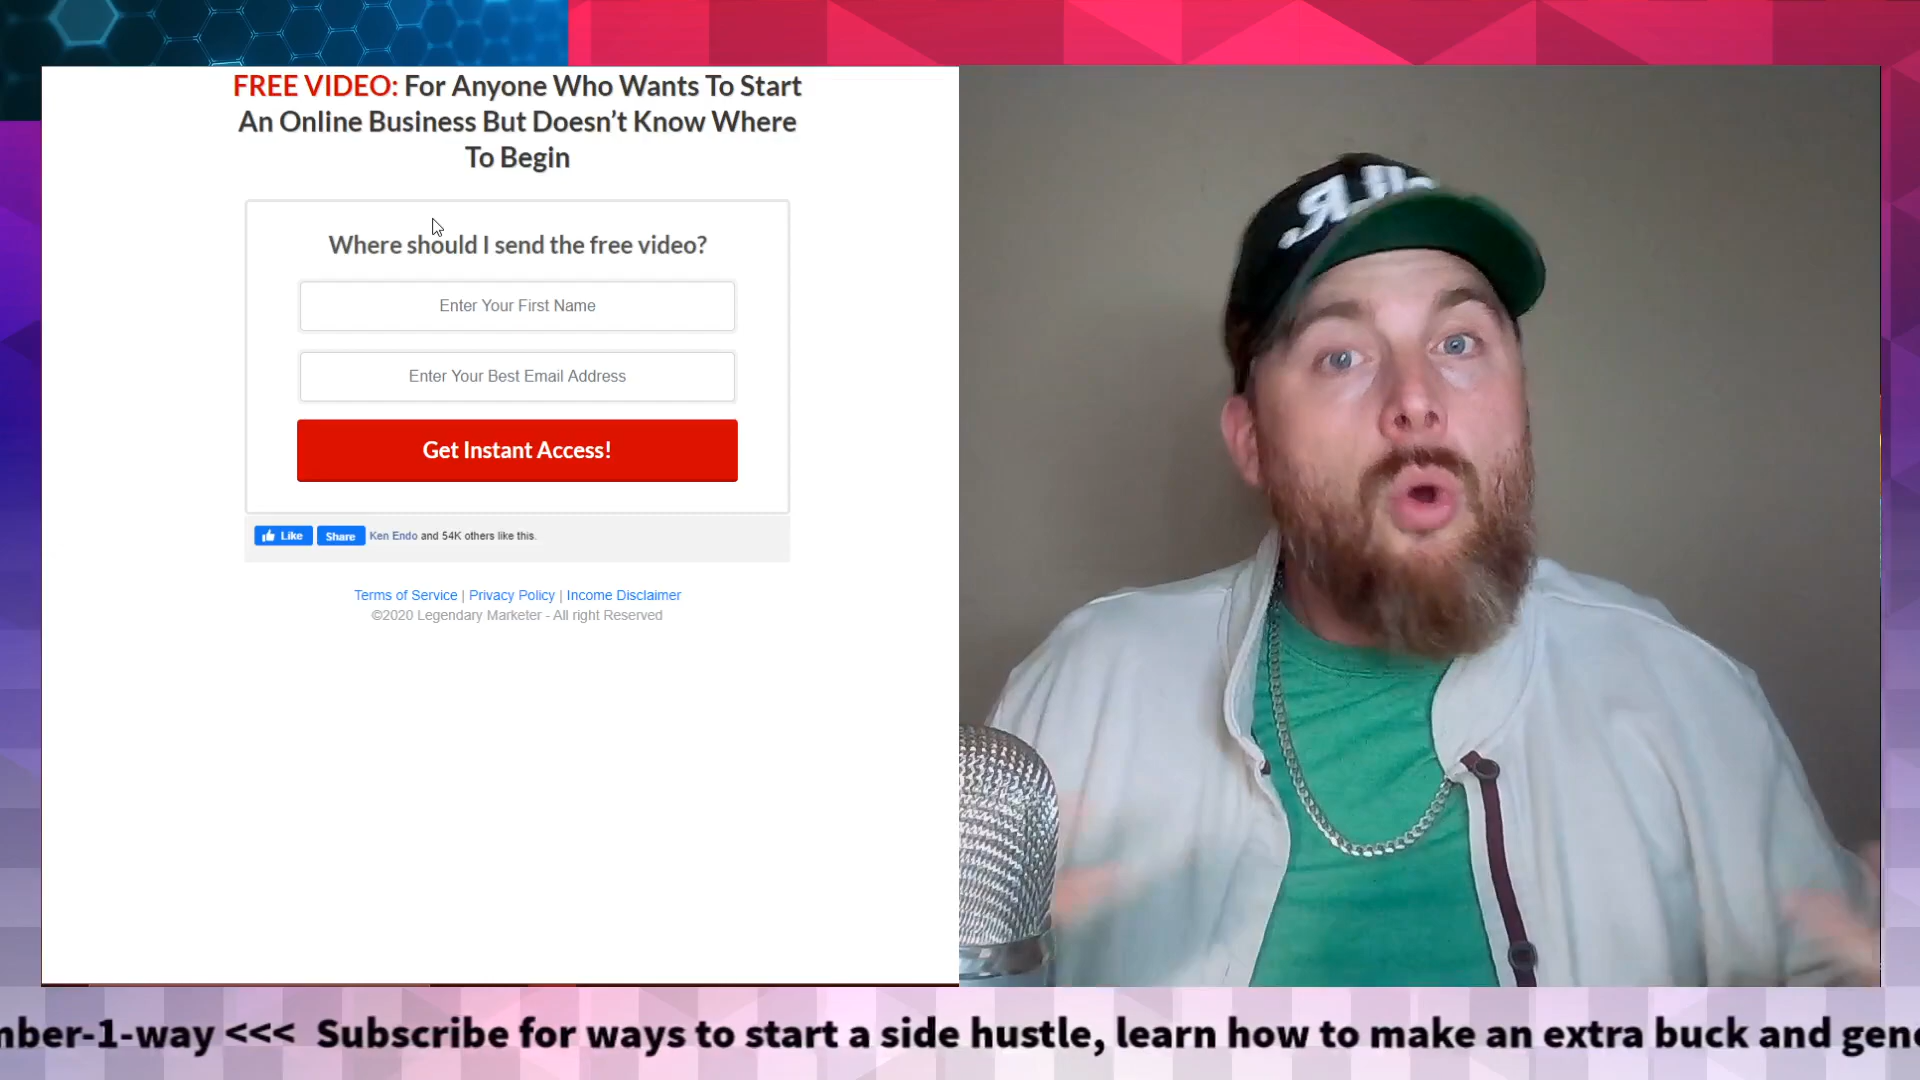 FREE VIDEO: For Anyone Who Wants To Start
An Online Business But Doesn't Know Where
To Begin
Where should I send the free video?
Enter Your First Name
Enter Your Best Email Address
Get Instant Access!
Like Share Ken Endo and 54K others like this.
Terms of Service | Privacy Policy | Income Disclaimer
©2020 Legendary Marketer - All right Reserved
mber-1-way <<< Subscribe for ways to start a side hustle, learn how to make an extra buck and gene